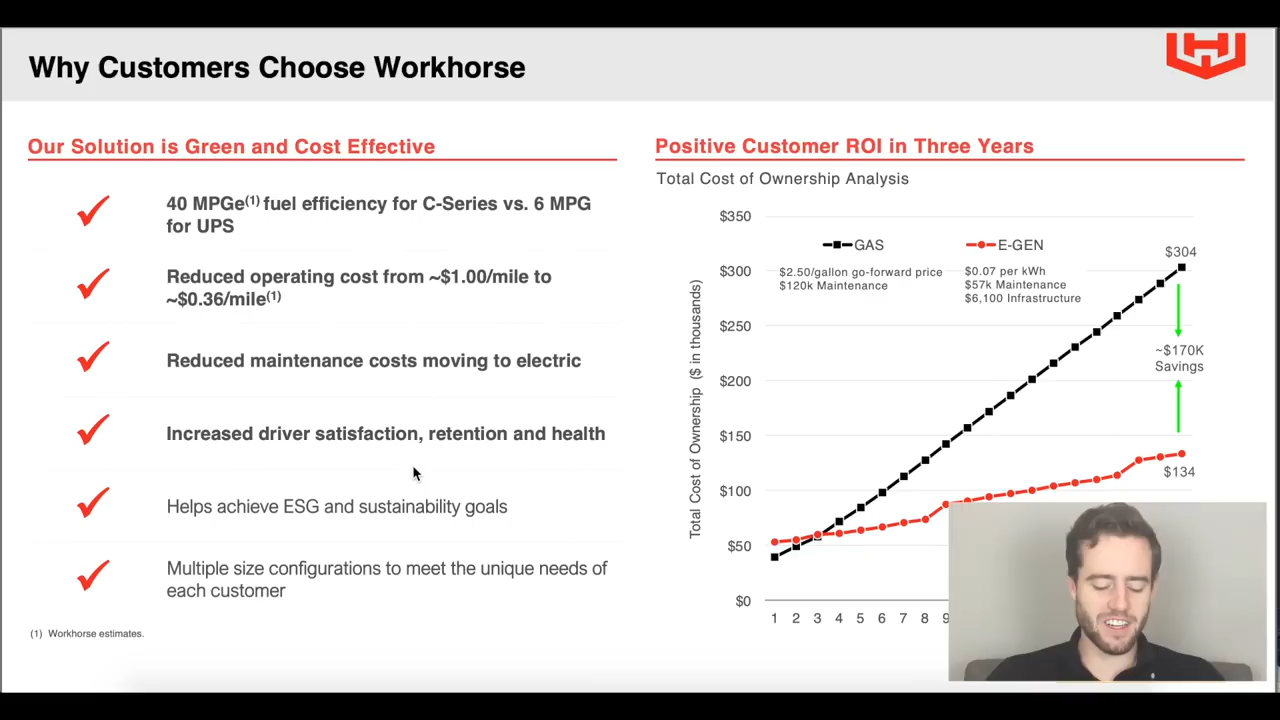 Why Customers Choose Workhorse
Our Solution is Green and Cost Effective
40 MPGe(1) fuel efficiency for C-Series vs. 6 MPG
for UPS
Reduced operating cost from ~$1.00/mile to
~$0.36/mile(1)
Reduced maintenance costs moving to electric
Increased driver satisfaction, retention and health
Helps achieve ESG and sustainability goals
Multiple size configurations to meet the unique needs of
each customer
(1) Workhorse estimates.
Positive Customer ROI in Three Years
Total Cost of Ownership Analysis
Total Cost of Ownership ($ in thousands)
$350
$300
$250
$200
$150
$100
$50
$0
GAS
$2.50/gallon go-forward price
$120k Maintenance
E-GEN
$0.07 per kWh
$57k Maintenance
$6,100 Infrastructure
$304
~$170K
Savings
$134
1 2 3 4 5 6 7 8 9